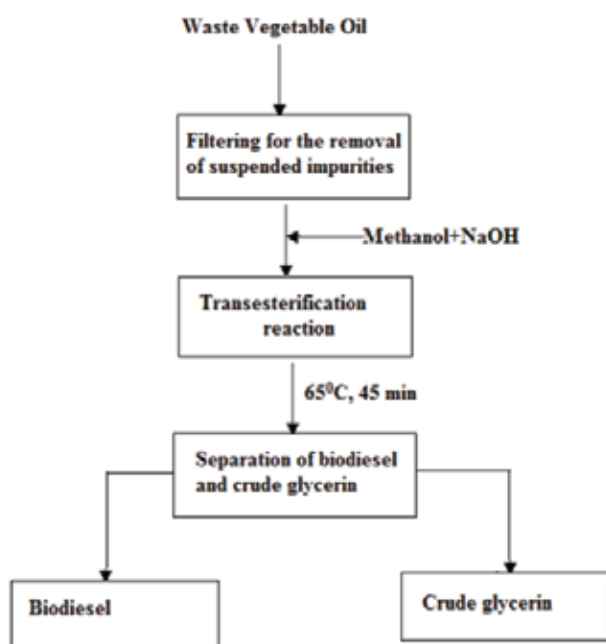 Waste Vegetable Oil
Filtering for the removal
of suspended impurities
Methanol+NaOH
Transesterification
reaction
65⁰C, 45 min
Separation of biodiesel
and crude glycerin
Biodiesel
Crude glycerin